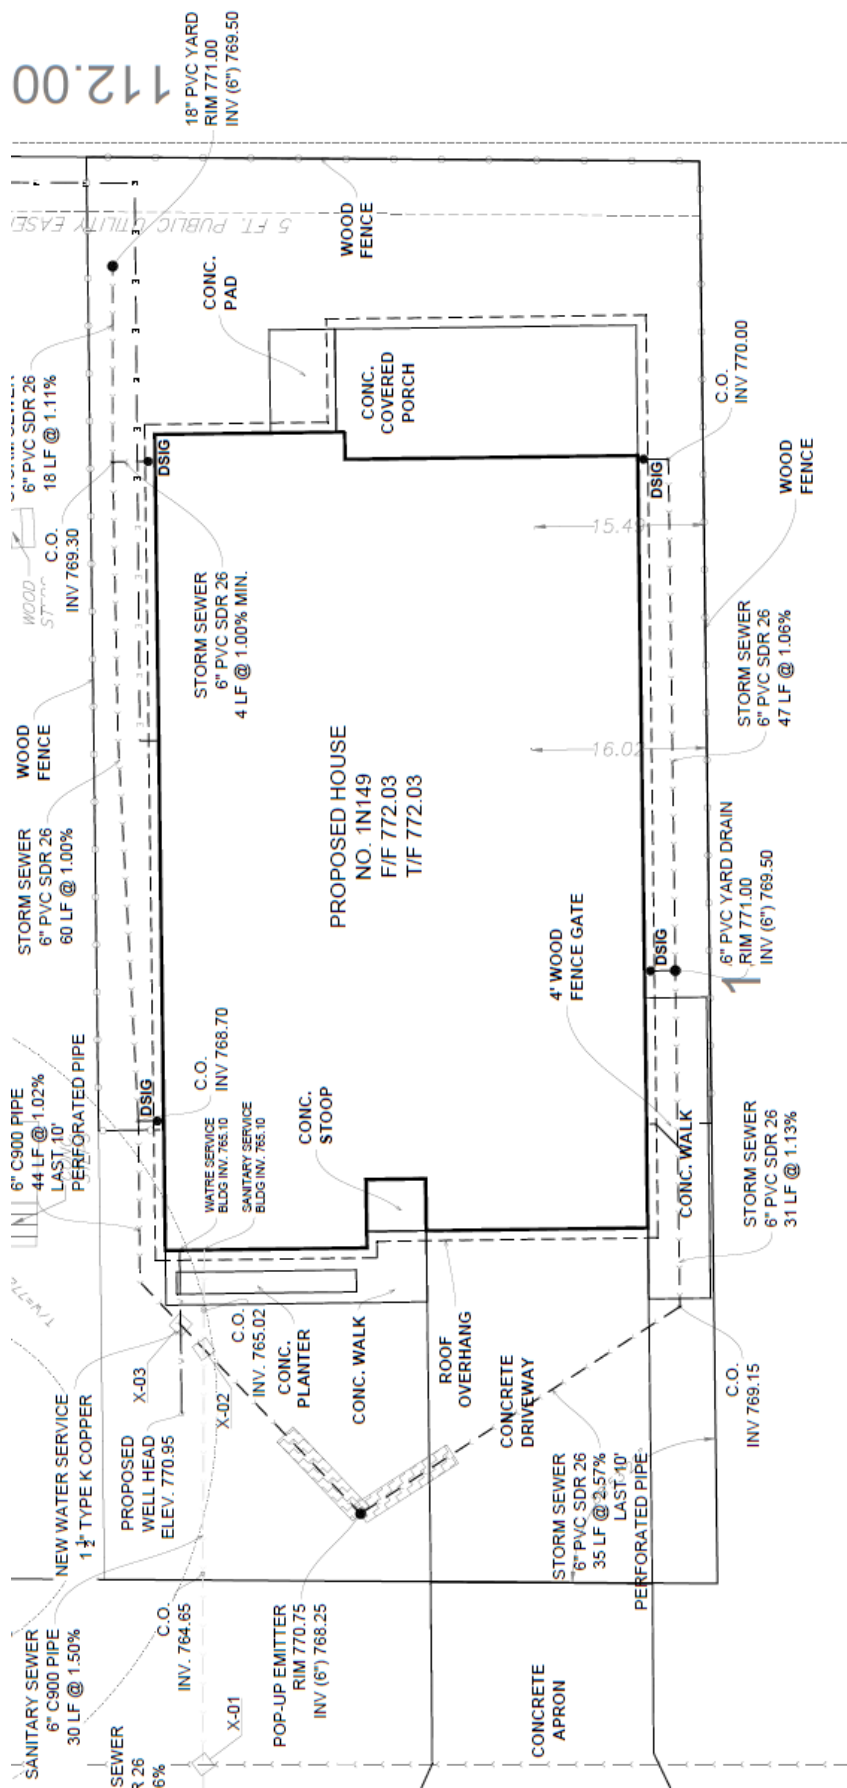 112.00
18" PVC YARD
RIM 771.00
INV (6") 769.50
5 FT. PUBLIC UTILITY EASE
WOOD
FENCE
CONC.
PAD
6" PVC SDR 26
18 LF @ 1.11%
C.O.
INV 769.30
WOOD
DSIG
CONC.
COVERED
PORCH
C.O.
INV 770.00
DSIG
WOOD
FENCE
15.49
STORM SEWER
6" PVC SDR 26
4 LF @ 1.00% MIN.
WOOD
FENCE
STORM SEWER
6" PVC SDR 26
47 LF @ 1.06%
16.02
PROPOSED HOUSE
NO. 1N149
F/F 772.03
T/F 772.03
STORM SEWER
6" PVC SDR 26
60 LF @ 1.00%
.6" PVC YARD DRAIN
RIM 771.00
INV (6") 769.50
1
DSIG
4' WOOD
FENCE GATE
6" C900 PIPE
44 LF @ 1.02%
LAST 10'
PERFORATED PIPE
DSIG
C.O.
INV 768.70
WATRE SERVICE
BLDG INV. 765.10
SANITARY SERVICE
BLDG INV. 765.10
CONC.
STOOP
CONC. WALK
STORM SEWER
6" PVC SDR 26
31 LF @ 1.13%
X-03
X-02
C.O.
INV. 765.02
CONC.
PLANTER
CONC. WALK
ROOF
OVERHANG
CONCRETE
DRIVEWAY
C.O.
INV 769.15
NEW WATER SERVICE
1 ½" TYPE K COPPER
PROPOSED
WELL HEAD
ELEV. 770.95
STORM SEWER
6" PVC SDR 26
35 LF @ 2.57%
LAST 10'
PERFORATED PIPE
SANITARY SEWER
6" C900 PIPE
30 LF @ 1.50%
C.O.
INV. 764.65
POP-UP EMITTER
RIM 770.75
INV (6") 768.25
X-01
CONCRETE
APRON
SEWER
R 26
6%